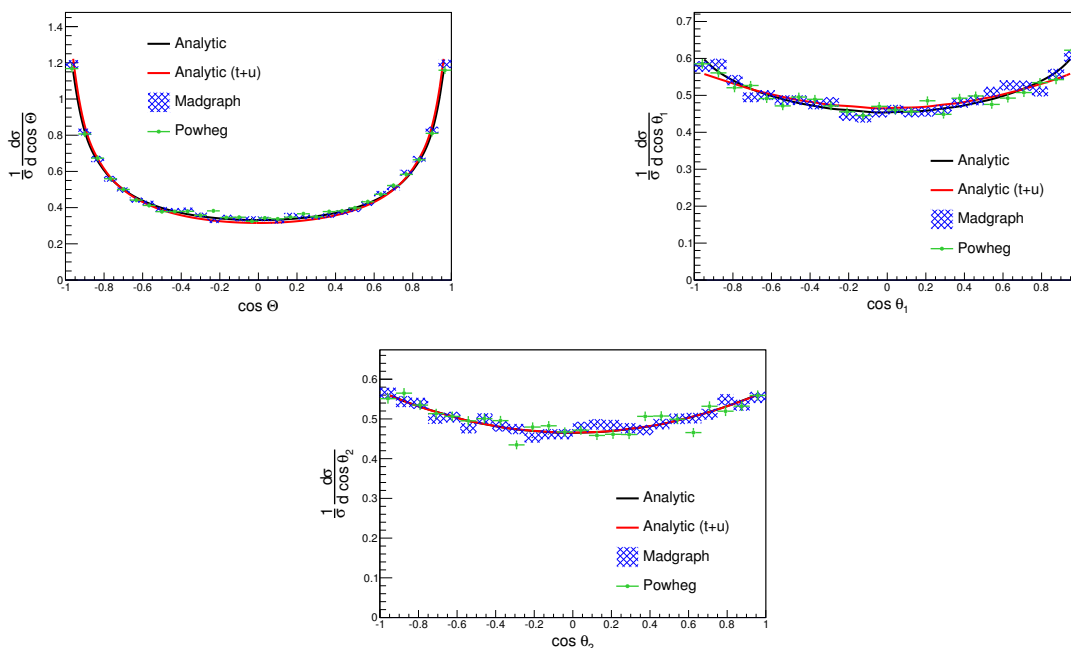 1.4
1.2
1
0.8
0.6
0.4
0.2
0
-1 -0.8 -0.6 -0.4 -0.2 0 0.2 0.4 0.6 0.8 1
cos Θ
1/σ dσ/d cos Θ
Analytic
Analytic (t+u)
Madgraph
Powheg
0.7
0.6
0.5
0.4
0.3
0.2
0.1
0
-1 -0.8 -0.6 -0.4 -0.2 0 0.2 0.4 0.6 0.8
cos θ₁
1/σ dσ/d cos θ₁
Analytic
Analytic (t+u)
Madgraph
Powheg
0.6
0.5
0.4
0.3
0.2
0.1
0
-1 -0.8 -0.6 -0.4 -0.2 0 0.2 0.4 0.6 0.8 1
cos θ₂
1/σ dσ/d cos θ₂
Analytic
Analytic (t+u)
Madgraph
Powheg